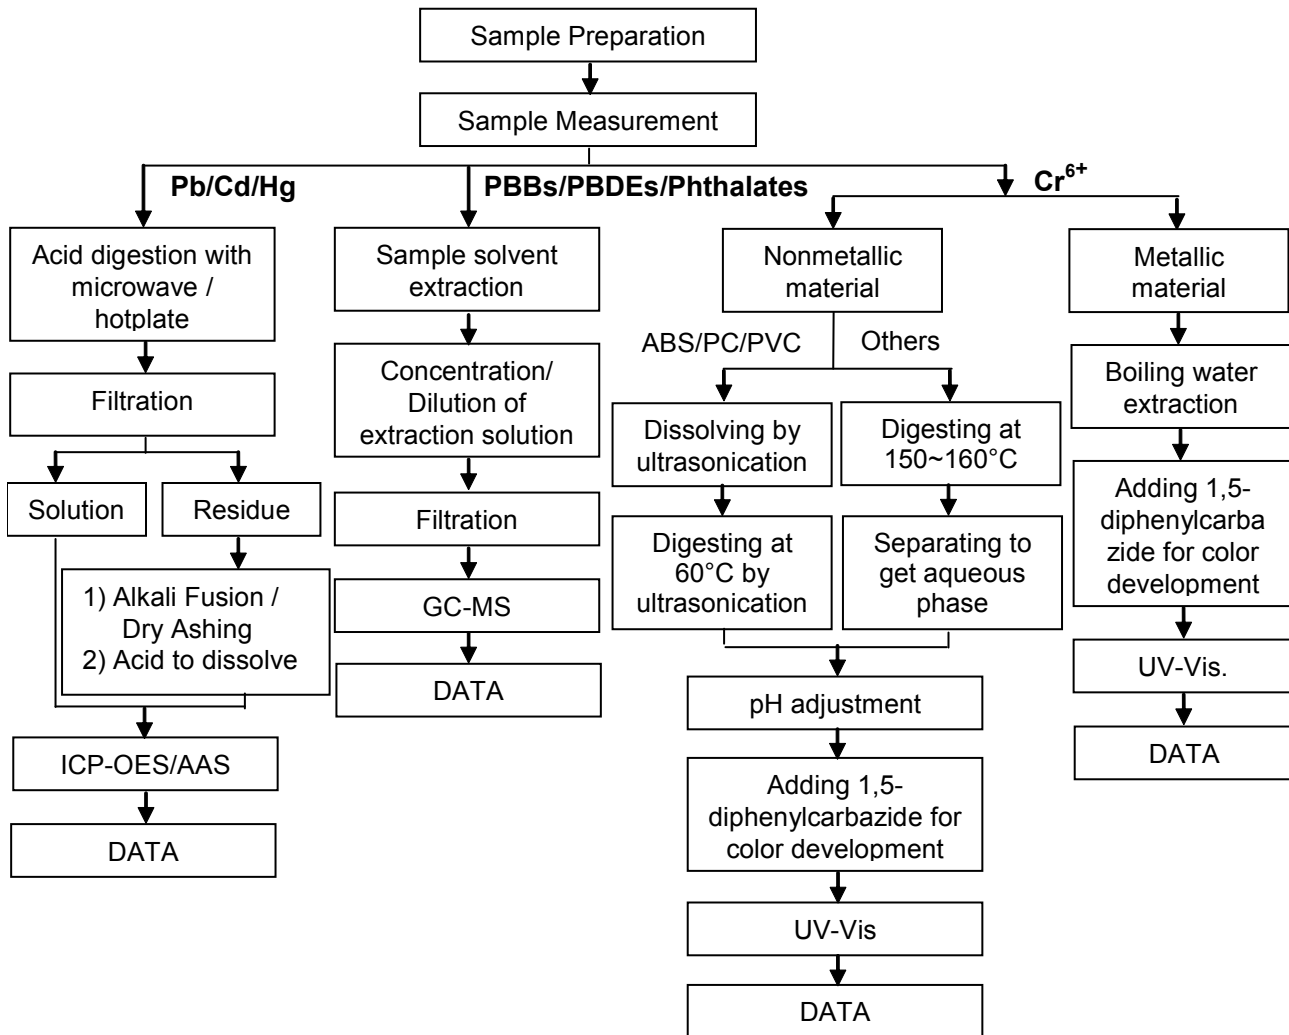 Sample Preparation
Sample Measurement
Pb/Cd/Hg
Acid digestion with
microwave /
hotplate
Filtration
Solution
Residue
1) Alkali Fusion /
Dry Ashing
2) Acid to dissolve
ICP-OES/AAS
DATA
PBBs/PBDEs/Phthalates
Sample solvent
extraction
Concentration/
Dilution of
extraction solution
Filtration
GC-MS
DATA
Cr⁶⁺
Nonmetallic
material
ABS/PC/PVC
Dissolving by
ultrasonication
Digesting at
60°C by
ultrasonication
Others
Digesting at
150~160°C
Separating to
get aqueous
phase
pH adjustment
Adding 1,5-
diphenylcarbazide for
color development
UV-Vis
DATA
Metallic
material
Boiling water
extraction
Adding 1,5-
diphenylcarba
zide for color
development
UV-Vis.
DATA